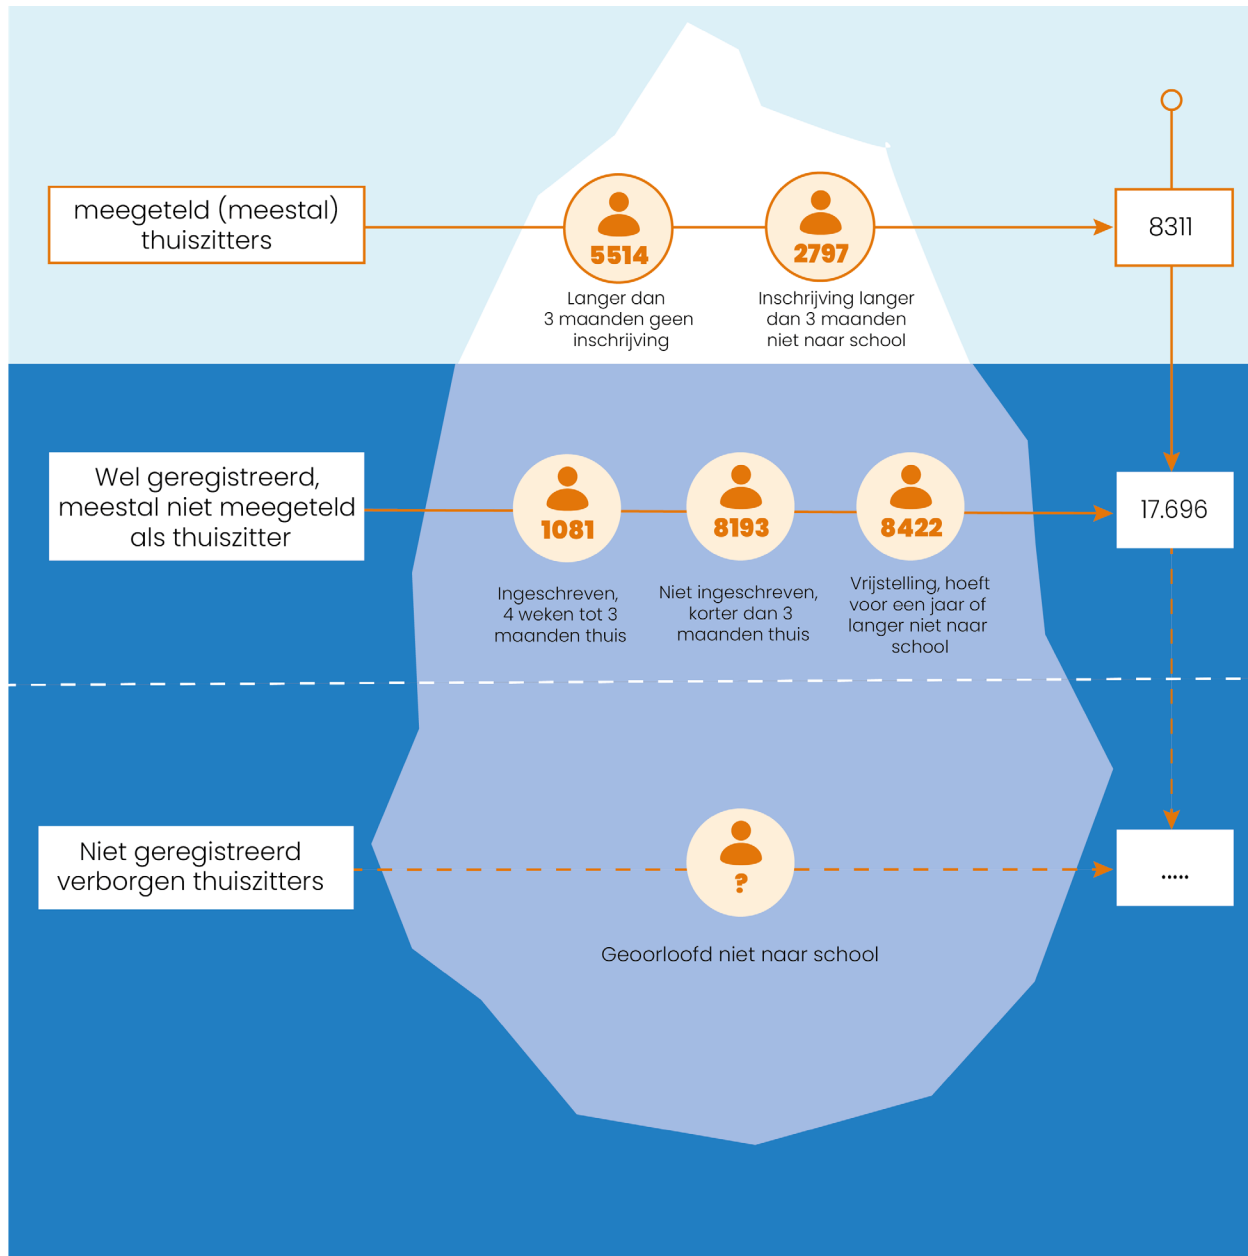 meegeteld (meestal)
thuiszitters
5514
Langer dan
3 maanden geen
inschrijving
2797
Inschrijving langer
dan 3 maanden
niet naar school
8311
Wel geregistreerd,
meestal niet meegeteld
als thuiszitter
1081
Ingeschreven,
4 weken tot 3
maanden thuis
8193
Niet ingeschreven,
korter dan 3
maanden thuis
8422
Vrijstelling, hoeft
voor een jaar of
langer niet naar
school
17.696
Niet geregistreerd
verborgen thuiszitters
?
Geoorloofd niet naar school
.....